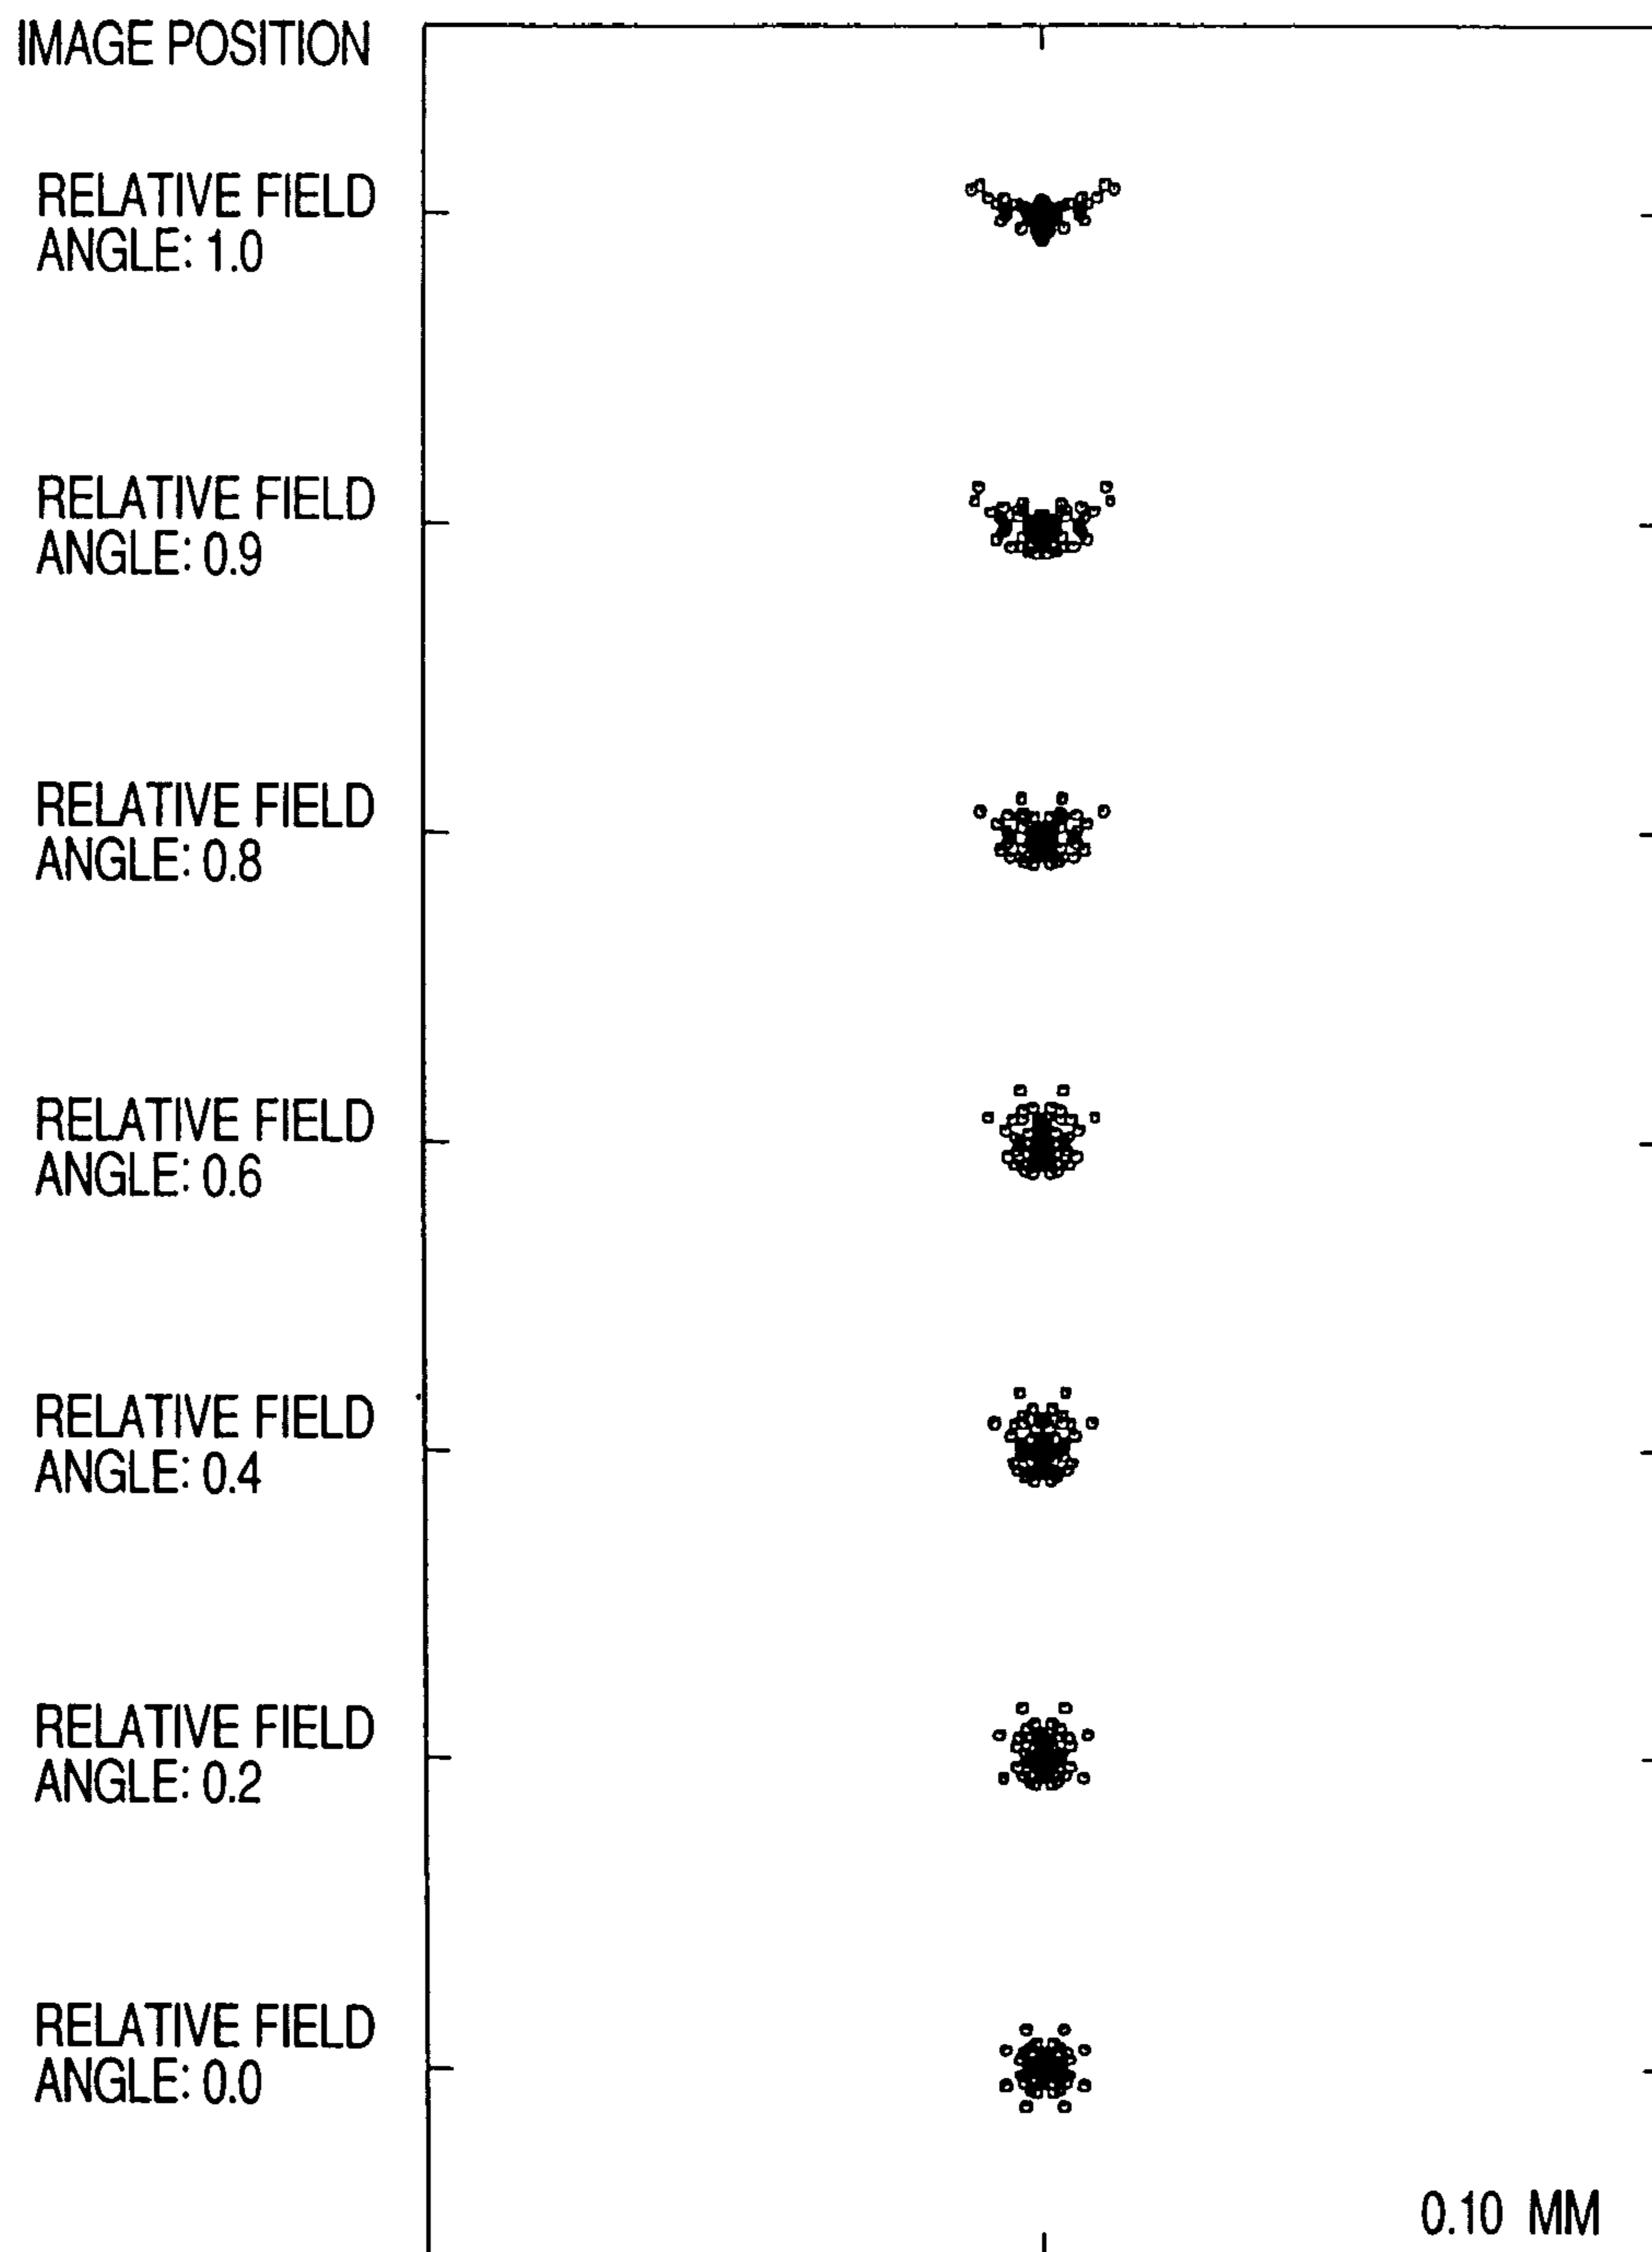 IMAGE POSITION
RELATIVE FIELD
ANGLE: 1.0
RELATIVE FIELD
ANGLE: 0.9
RELATIVE FIELD
ANGLE: 0.8
RELATIVE FIELD
ANGLE: 0.6
RELATIVE FIELD
ANGLE: 0.4
RELATIVE FIELD
ANGLE: 0.2
RELATIVE FIELD
ANGLE: 0.0
0.10 MM